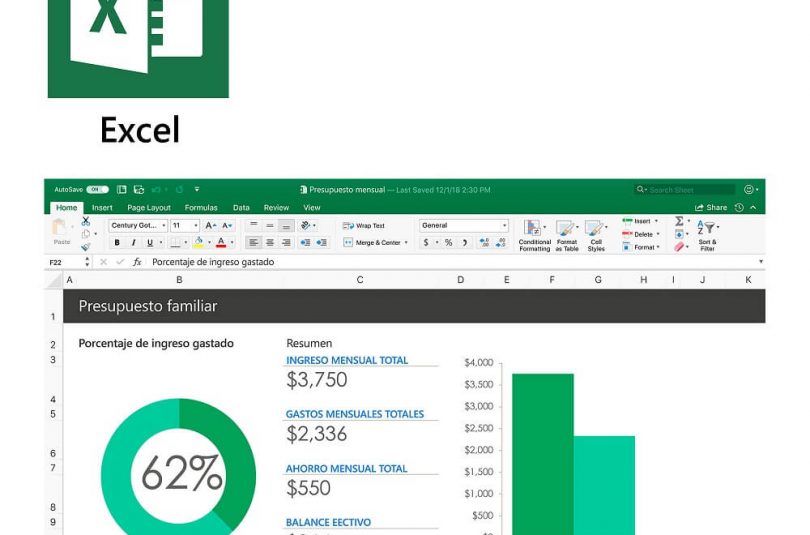 X
Excel
AutoSave ON Presupuesto mensual — Last Saved 12/1/18 2:30 PM Search Sheet
Home Insert Page Layout Formulas Data Review View Share
Paste Century Got... 11 A A Wrap Text General Conditional Formatting Format as Table Cell Styles Insert Delete Format Sort & Filter
B I U A Merge & Center $ % )
F22 fx Porcentaje de ingreso gastado
A B C D E F G H I J K
1 Presupuesto familiar
2 Porcentaje de ingreso gastado Resumen
3 INGRESO MENSUAL TOTAL
$4,000
4 $3,750
$3,500
5 GASTOS MENSUALES TOTALES
$3,000
6 $2,336
$2,500
$2,000
7 AHORRO MENSUAL TOTAL
62%
$1,500
8 $550
$1,000
9 BALANCE EECTIVO
$500